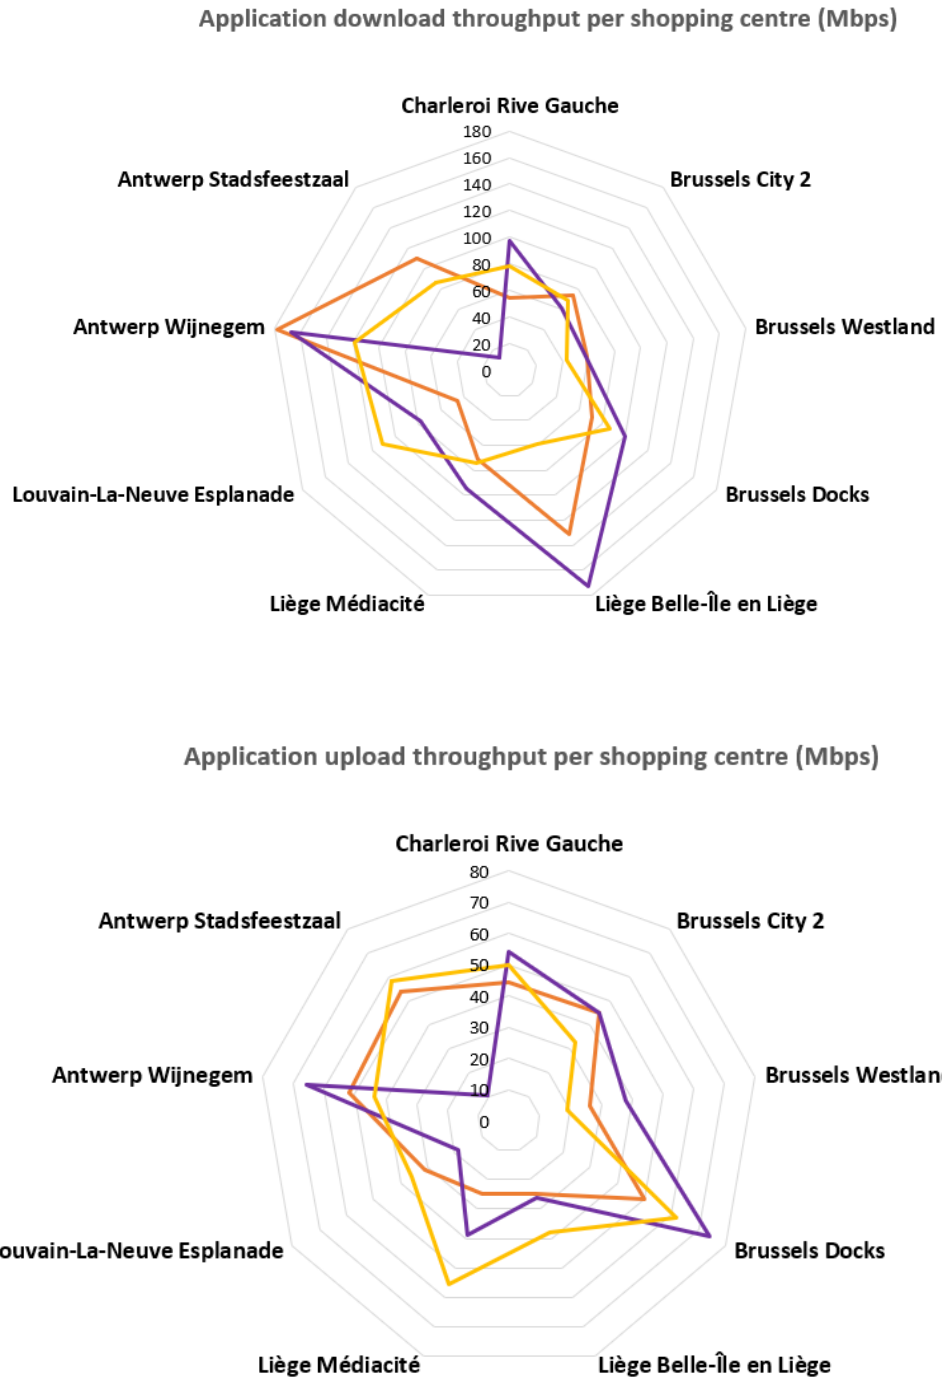 Application download throughput per shopping centre (Mbps)
Charleroi Rive Gauche
180
160
Antwerp Stadsfeestzaal
Brussels City 2
140
120
100
80
Antwerp Wijnegem
Brussels Westland
60
40
20
0
Louvain-La-Neuve Esplanade
Brussels Docks
Liège Médiacité
Liège Belle-Île en Liège
Application upload throughput per shopping centre (Mbps)
Charleroi Rive Gauche
80
70
Antwerp Stadsfeestzaal
Brussels City 2
60
50
40
30
Antwerp Wijnegem
Brussels Westlan
20
10
0
ouvain-La-Neuve Esplanade
Brussels Docks
Liège Médiacité
Liège Belle-Île en Liège